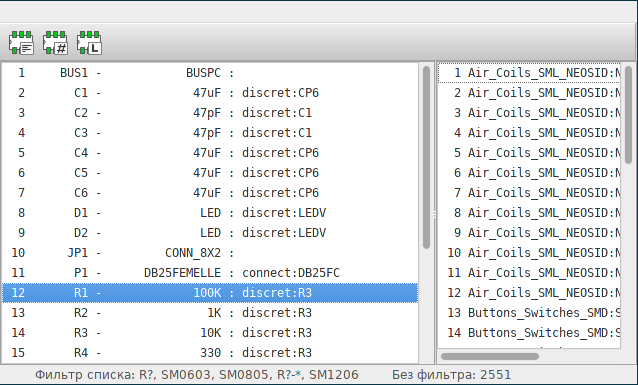 L
1 BUS1 - BUSPC :
2 C1 - 47uF : discret:CP6
3 C2 - 47pF : discret:C1
4 C3 - 47pF : discret:C1
5 C4 - 47uF : discret:CP6
6 C5 - 47uF : discret:CP6
7 C6 - 47uF : discret:CP6
8 D1 - LED : discret:LEDV
9 D2 - LED : discret:LEDV
10 JP1 - CONN_8X2 :
11 P1 - DB25FEMELLE : connect:DB25FC
12 R1 - 100K : discret:R3
13 R2 - 1K : discret:R3
14 R3 - 10K : discret:R3
15 R4 - 330 : discret:R3
1 Air_Coils_SML_NEOSID:N
2 Air_Coils_SML_NEOSID:N
3 Air_Coils_SML_NEOSID:N
4 Air_Coils_SML_NEOSID:N
5 Air_Coils_SML_NEOSID:N
6 Air_Coils_SML_NEOSID:N
7 Air_Coils_SML_NEOSID:N
8 Air_Coils_SML_NEOSID:N
9 Air_Coils_SML_NEOSID:N
10 Air_Coils_SML_NEOSID:N
11 Air_Coils_SML_NEOSID:N
12 Air_Coils_SML_NEOSID:N
13 Buttons_Switches_SMD:S
14 Buttons_Switches_SMD:S
Фильтр списка: R?, SM0603, SM0805, R?-*, SM1206 Без фильтра: 2551